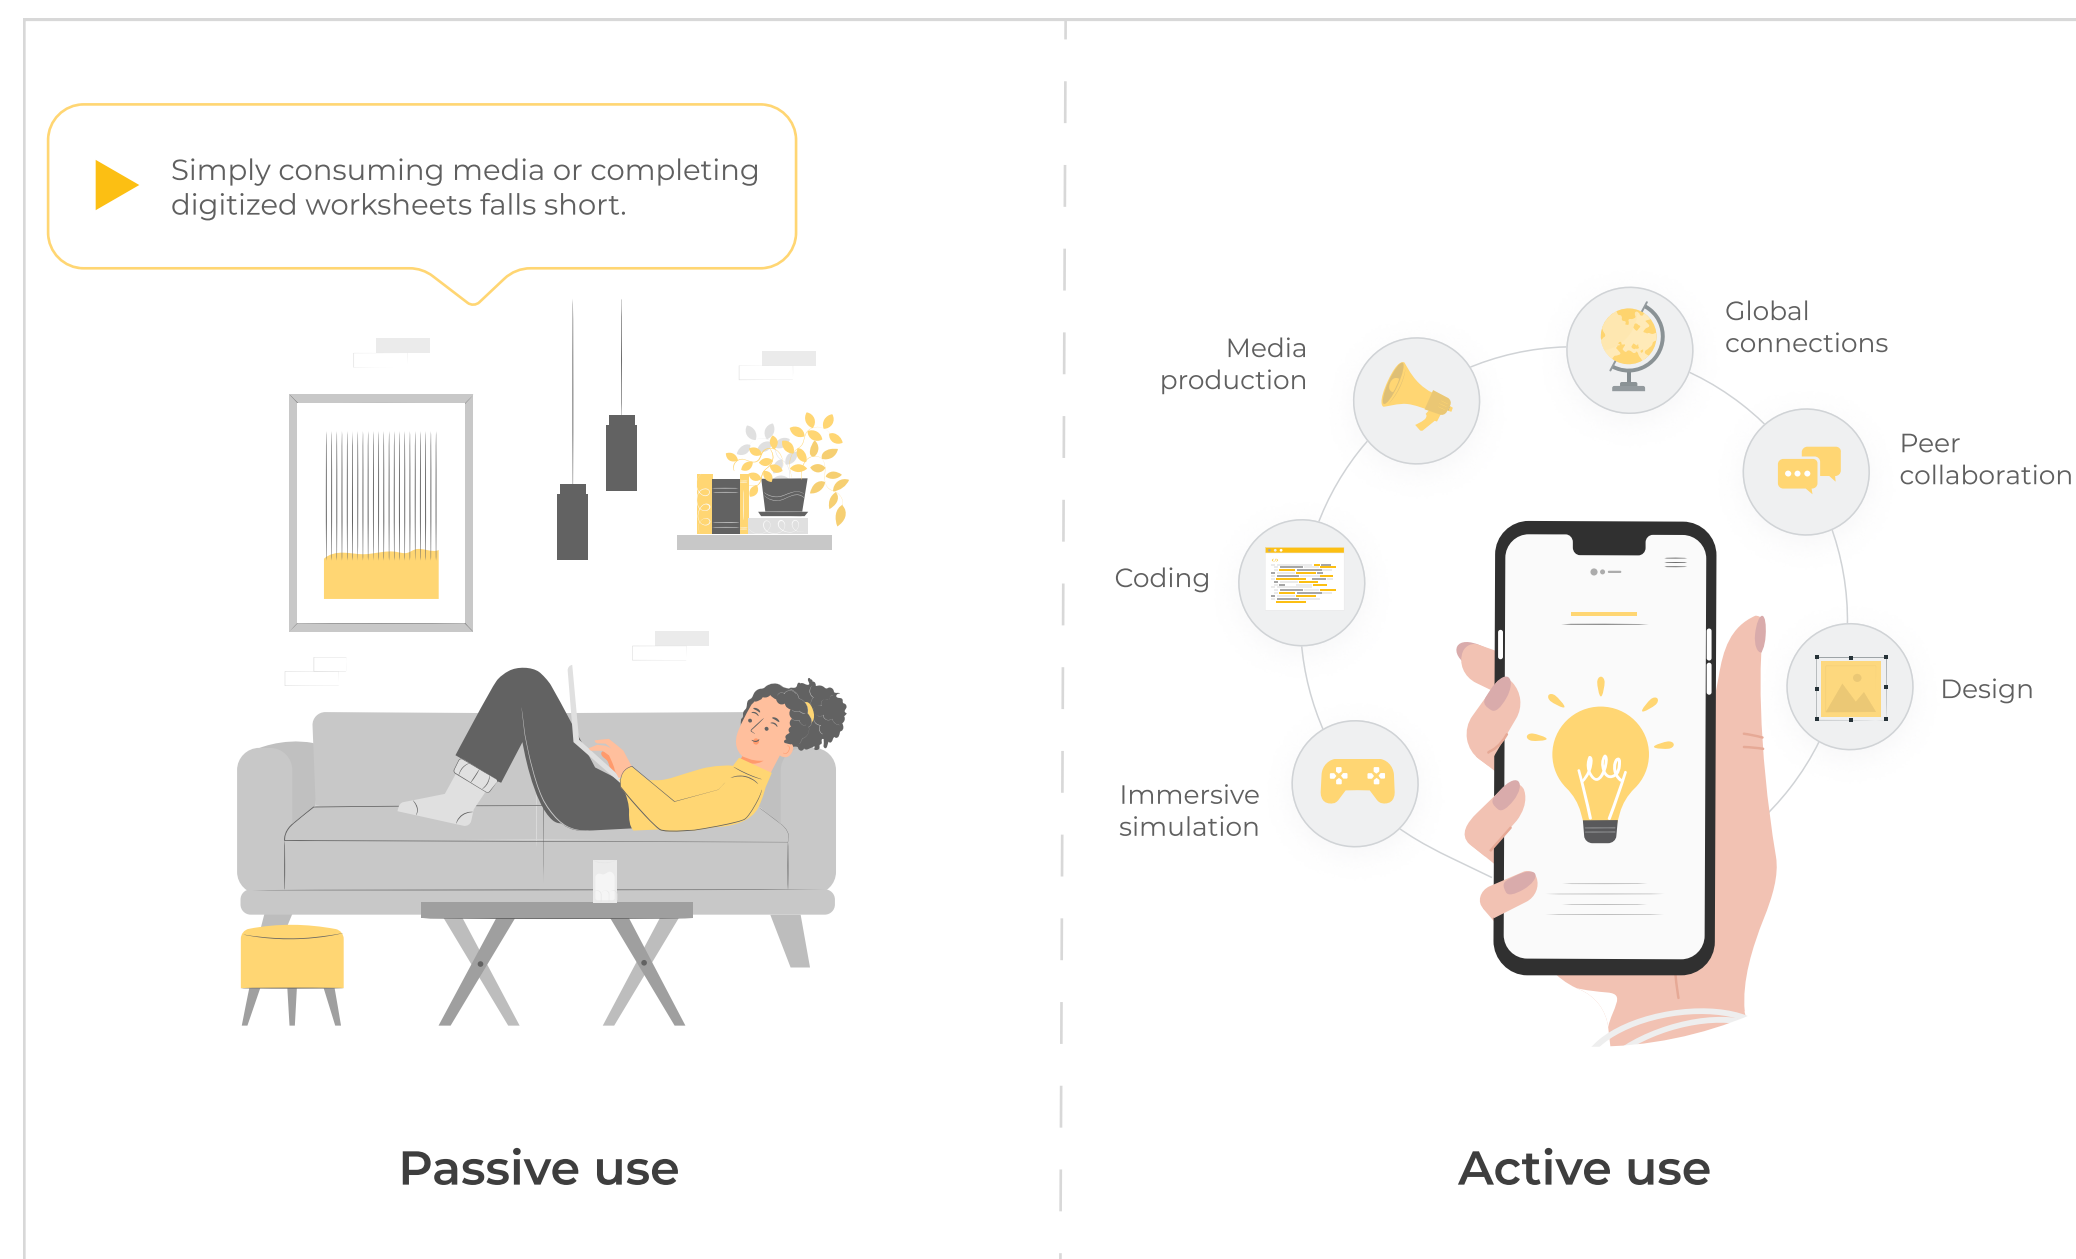 Simply consuming media or completing
digitized worksheets falls short.
Passive use
Global
connections
Media
production
Peer
collaboration
Coding
Design
Immersive
simulation
Active use